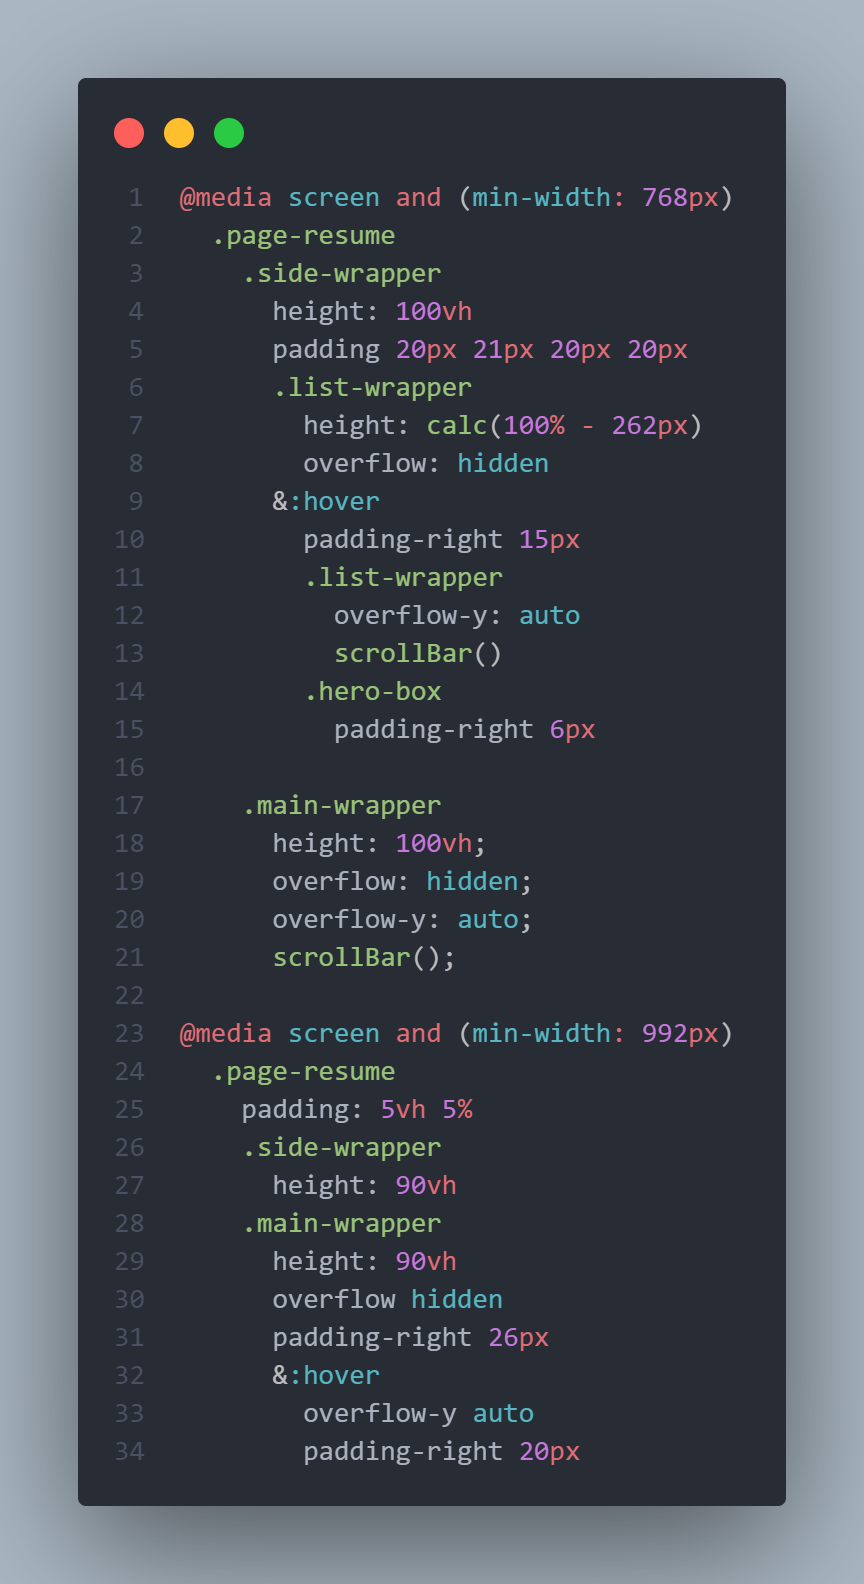 1 @media screen and (min-width: 768px)
2   .page-resume
3     .side-wrapper
4       height: 100vh
5       padding 20px 21px 20px 20px
6       .list-wrapper
7         height: calc(100% - 262px)
8         overflow: hidden
9       &:hover
10         padding-right 15px
11         .list-wrapper
12           overflow-y: auto
13           scrollBar()
14         .hero-box
15           padding-right 6px
16
17     .main-wrapper
18       height: 100vh;
19       overflow: hidden;
20       overflow-y: auto;
21       scrollBar();
22
23 @media screen and (min-width: 992px)
24   .page-resume
25     padding: 5vh 5%
26     .side-wrapper
27       height: 90vh
28     .main-wrapper
29       height: 90vh
30       overflow hidden
31       padding-right 26px
32       &:hover
33         overflow-y auto
34         padding-right 20px